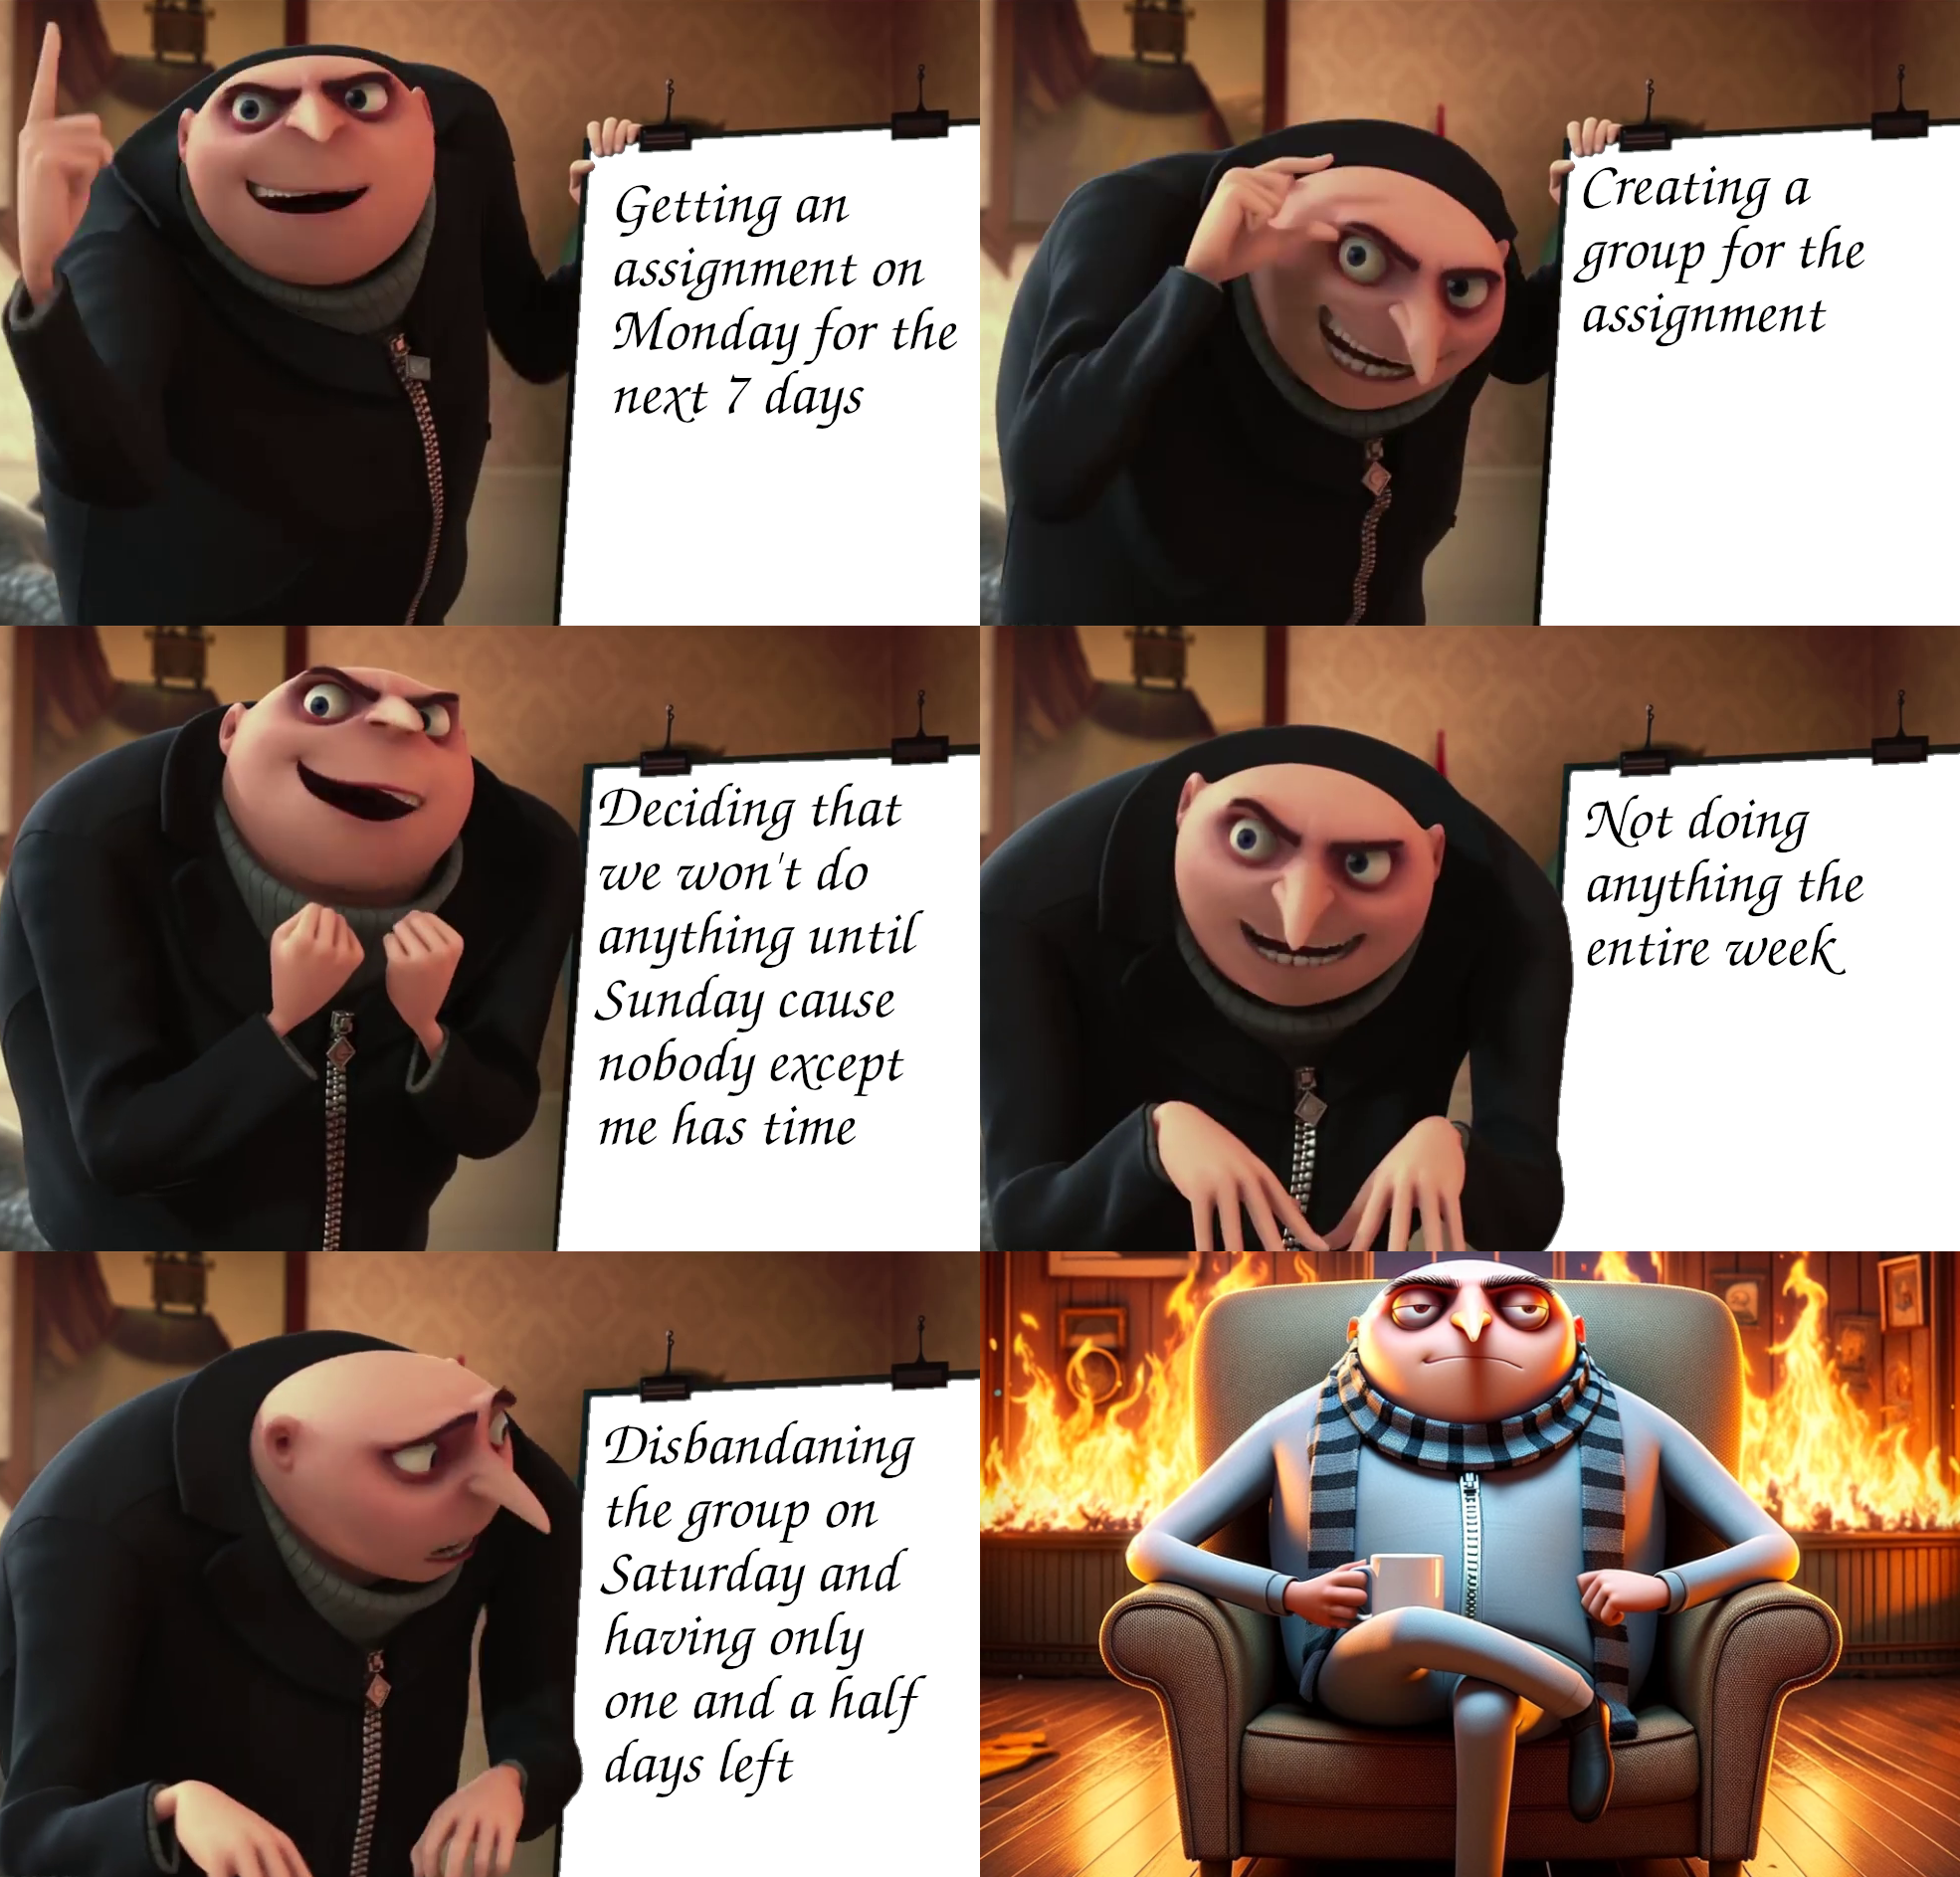 Getting an
assignment on
Monday for the
next 7 days
Creating a
group for the
assignment
Deciding that
we won't do
anything until
Sunday cause
nobody except
me has time
Not doing
anything the
entire week
Disbandaning
the group on
Saturday and
having only
one and a half
days left